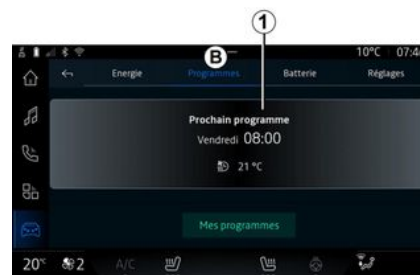 1
B
10°C 07:4
Energie Programmes Batterie Réglages
Prochain programme
Vendredi 08:00
21 °C
Mes programmes
20°C 2 A/C